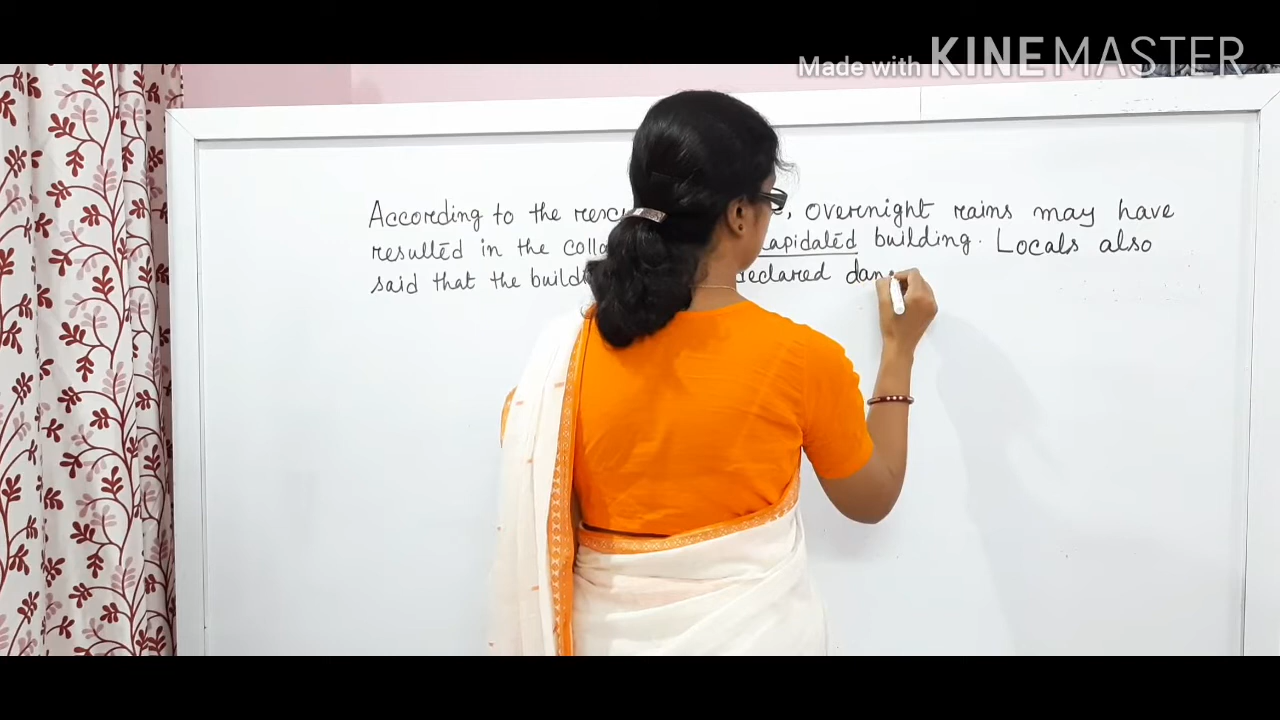 Made with KINEMASTER
According to the resc , Overnight rains may have
resulted in the colla apidated building. Locals also
said that the build declared dan